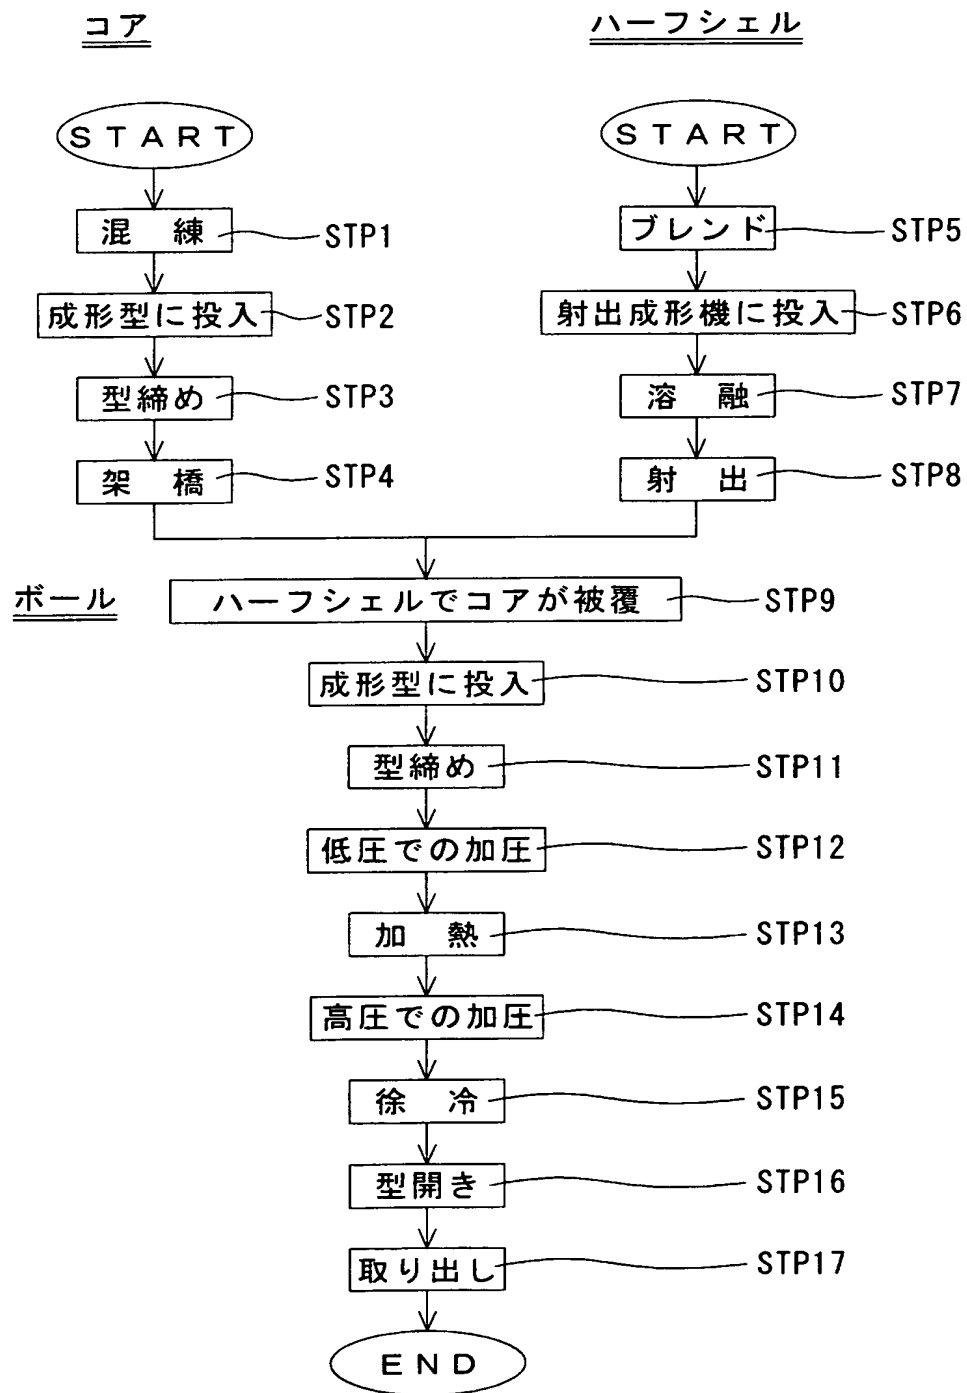 コア
START
混練
STP1
成形型に投入
STP2
型締め
STP3
架橋
STP4
ハーフシェル
START
ブレンド
STP5
射出成形機に投入
STP6
溶融
STP7
射出
STP8
ボール
ハーフシェルでコアが被覆
STP9
成形型に投入
STP10
型締め
STP11
低圧での加圧
STP12
加熱
STP13
高圧での加圧
STP14
徐冷
STP15
型開き
STP16
取り出し
STP17
END